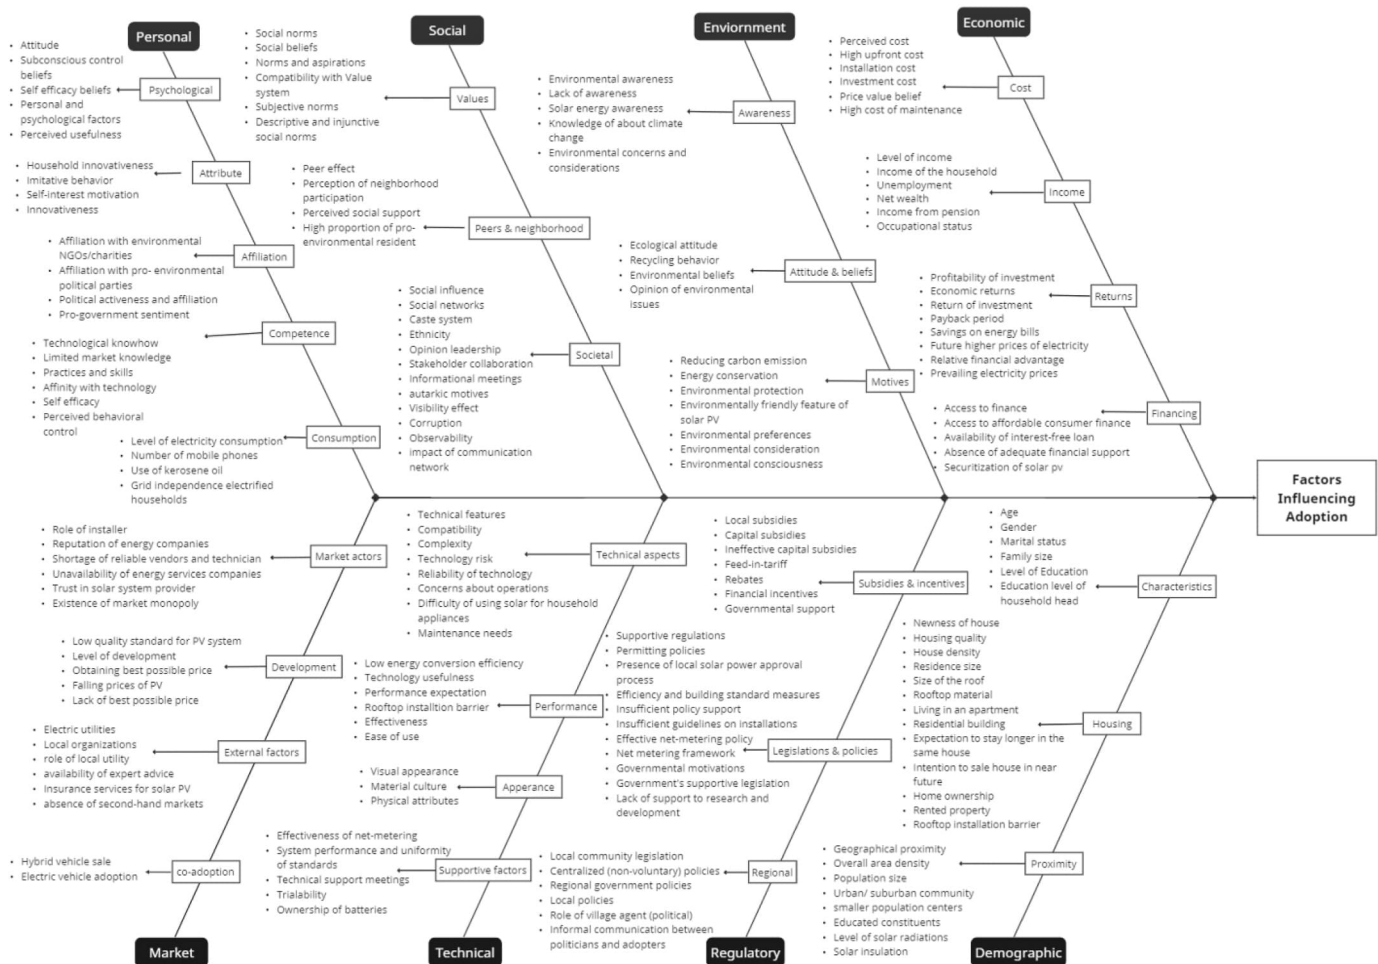 Personal
• Attitude
• Subconscious control
beliefs
• Self efficacy beliefs
• Personal and
psychological factors
• Perceived usefulness
Psychological
• Household innovativeness
• Imitative behavior
• Self-interest motivation
• Innovativeness
Attribute
• Affiliation with environmental
NGOs/charities
• Affiliation with pro- environmental
political parties
• Political activeness and affiliation
• Pro-government sentiment
Affiliation
• Technological knowhow
• Limited market knowledge
• Practices and skills
• Affinity with technology
• Self efficacy
• Perceived behavioral
control
Competence
• Level of electricity consumption
• Number of mobile phones
• Use of kerosene oil
• Grid independence electrified
households
Consumption
Social
• Social norms
• Social beliefs
• Norms and aspirations
• Compatibility with Value
system
• Subjective norms
• Descriptive and injunctive
social norms
Values
• Peer effect
• Perception of neighborhood
participation
• Perceived social support
• High proportion of pro-
environmental resident
Peers & neighborhood
• Social influence
• Social networks
• Caste system
• Ethnicity
• Opinion leadership
• Stakeholder collaboration
• Informational meetings
• autarkic motives
• Visibility effect
• Corruption
• Observability
• Impact of communication
network
Societal
Enviornment
• Environmental awareness
• Lack of awareness
• Solar energy awareness
• Knowledge of about climate
change
• Environmental concerns and
considerations
Awareness
• Ecological attitude
• Recycling behavior
• Environmental beliefs
• Opinion of environmental
issues
Attitude & beliefs
• Reducing carbon emission
• Energy conservation
• Environmental protection
• Environmentally friendly feature of
solar PV
• Environmental preferences
• Environmental consideration
• Environmental consciousness
Motives
Economic
• Perceived cost
• High upfront cost
• Installation cost
• Investment cost
• Price value belief
• High cost of maintenance
Cost
• Level of income
• Income of the household
• Unemployment
• Net wealth
• Income from pension
• Occupational status
Income
• Profitability of investment
• Economic returns
• Return of investment
• Payback period
• Savings on energy bills
• Future higher prices of electricity
• Relative financial advantage
• Prevailing electricity prices
Returns
• Access to finance
• Access to affordable consumer finance
• Availability of interest-free loan
• Absence of adequate financial support
• Securitization of solar pv
Financing
Factors
Influencing
Adoption
• Role of installer
• Reputation of energy companies
• Shortage of reliable vendors and technician
• Unavailability of energy services companies
• Trust in solar system provider
• Existence of market monopoly
Market actors
• Low quality standard for PV system
• Level of development
• Obtaining best possible price
• Falling prices of PV
• Lack of best possible price
Development
• Electric utilities
• Local organizations
• role of local utility
• availability of expert advice
• Insurance services for solar PV
• absence of second-hand markets
External factors
• Hybrid vehicle sale
• Electric vehicle adoption
co-adoption
Market
• Technical features
• Compatibility
• Complexity
• Technology risk
• Reliability of technology
• Concerns about operations
• Difficulty of using solar for household
appliances
• Maintenance needs
Technical aspects
• Low energy conversion efficiency
• Technology usefulness
• Performance expectation
• Rooftop installtion barrier
• Effectiveness
• Ease of use
Performance
• Visual appearance
• Material culture
• Physical attributes
Apperance
• Effectiveness of net-metering
• System performance and uniformity
of standards
• Technical support meetings
• Trialability
• Ownership of batteries
Supportive factors
Technical
• Local subsidies
• Capital subsidies
• Ineffective capital subsidies
• Feed-in-tariff
• Rebates
• Financial incentives
• Governmental support
Subsidies & incentives
• Supportive regulations
• Permitting policies
• Presence of local solar power approval
process
• Efficiency and building standard measures
• Insufficient policy support
• Insufficient guidelines on installations
• Effective net-metering policy
• Net metering framework
• Governmental motivations
• Government's supportive legislation
• Lack of support to research and
development
Legislations & policies
• Local community legislation
• Centralized (non-voluntary) policies
• Regional government policies
• Local policies
• Role of village agent (political)
• Informal communication between
politicians and adopters
Regional
Regulatory
• Age
• Gender
• Marital status
• Family size
• Level of Education
• Education level of
household head
Characteristics
• Newness of house
• Housing quality
• House density
• Residence size
• Size of the roof
• Rooftop material
• Living in an apartment
• Residential building
• Expectation to stay longer in the
same house
• Intention to sale house in near
future
• Home ownership
• Rented property
• Rooftop installation barrier
Housing
• Geographical proximity
• Overall area density
• Population size
• Urban/ suburban community
• smaller population centers
• Educated constituents
• Level of solar radiations
• Solar insulation
Proximity
Demographic